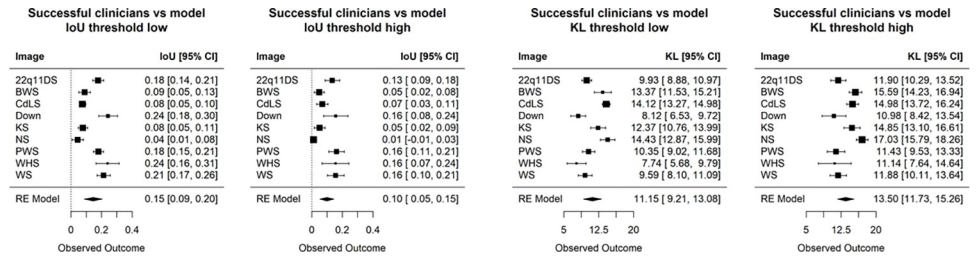 Successful clinicians vs model
IoU threshold low
Image IoU [95% CI]
22q11DS 0.18 [0.14, 0.21]
BWS 0.09 [0.05, 0.13]
CdLS 0.08 [0.05, 0.10]
Down 0.24 [0.18, 0.30]
KS 0.08 [0.05, 0.11]
NS 0.04 [0.01, 0.08]
PWS 0.18 [0.15, 0.21]
WHS 0.24 [0.16, 0.31]
WS 0.21 [0.17, 0.26]
RE Model 0.15 [0.09, 0.20]
0 0.2 0.4
Observed Outcome
Successful clinicians vs model
IoU threshold high
Image IoU [95% CI]
22q11DS 0.13 [ 0.09, 0.18]
BWS 0.05 [ 0.02, 0.08]
CdLS 0.07 [ 0.03, 0.11]
Down 0.16 [ 0.08, 0.24]
KS 0.05 [ 0.02, 0.09]
NS 0.01 [-0.01, 0.03]
PWS 0.16 [ 0.11, 0.21]
WHS 0.16 [ 0.07, 0.24]
WS 0.16 [ 0.10, 0.21]
RE Model 0.10 [ 0.05, 0.15]
0 0.2 0.4
Observed Outcome
Successful clinicians vs model
KL threshold low
Image KL [95% CI]
22q11DS 9.93 [ 8.88, 10.97]
BWS 13.37 [11.53, 15.21]
CdLS 14.12 [13.27, 14.98]
Down 8.12 [ 6.53, 9.72]
KS 12.37 [10.76, 13.99]
NS 14.43 [12.87, 15.99]
PWS 10.35 [ 9.02, 11.68]
WHS 7.74 [ 5.68, 9.79]
WS 9.59 [ 8.10, 11.09]
RE Model 11.15 [ 9.21, 13.08]
5 12.5 20
Observed Outcome
Successful clinicians vs model
KL threshold high
Image KL [95% CI]
22q11DS 11.90 [10.29, 13.52]
BWS 15.59 [14.23, 16.94]
CdLS 14.98 [13.72, 16.24]
Down 10.98 [ 8.42, 13.54]
KS 14.85 [13.10, 16.61]
NS 17.03 [15.79, 18.26]
PWS 11.43 [ 9.53, 13.33]
WHS 11.14 [ 7.64, 14.64]
WS 11.88 [10.11, 13.64]
RE Model 13.50 [11.73, 15.26]
5 12.5 20
Observed Outcome